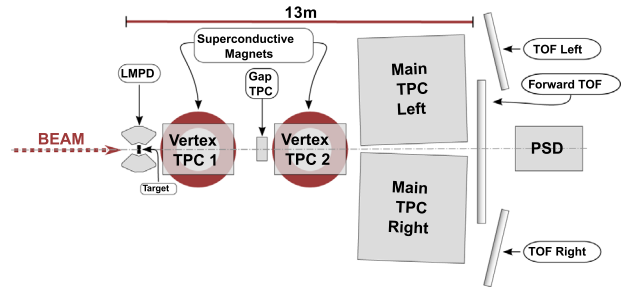 13m
Superconductive
Magnets
TOF Left
LMPD
Gap
TPC
Main
TPC
Left
Forward TOF
BEAM
Vertex
TPC 1
Vertex
TPC 2
PSD
Target
Main
TPC
Right
TOF Right